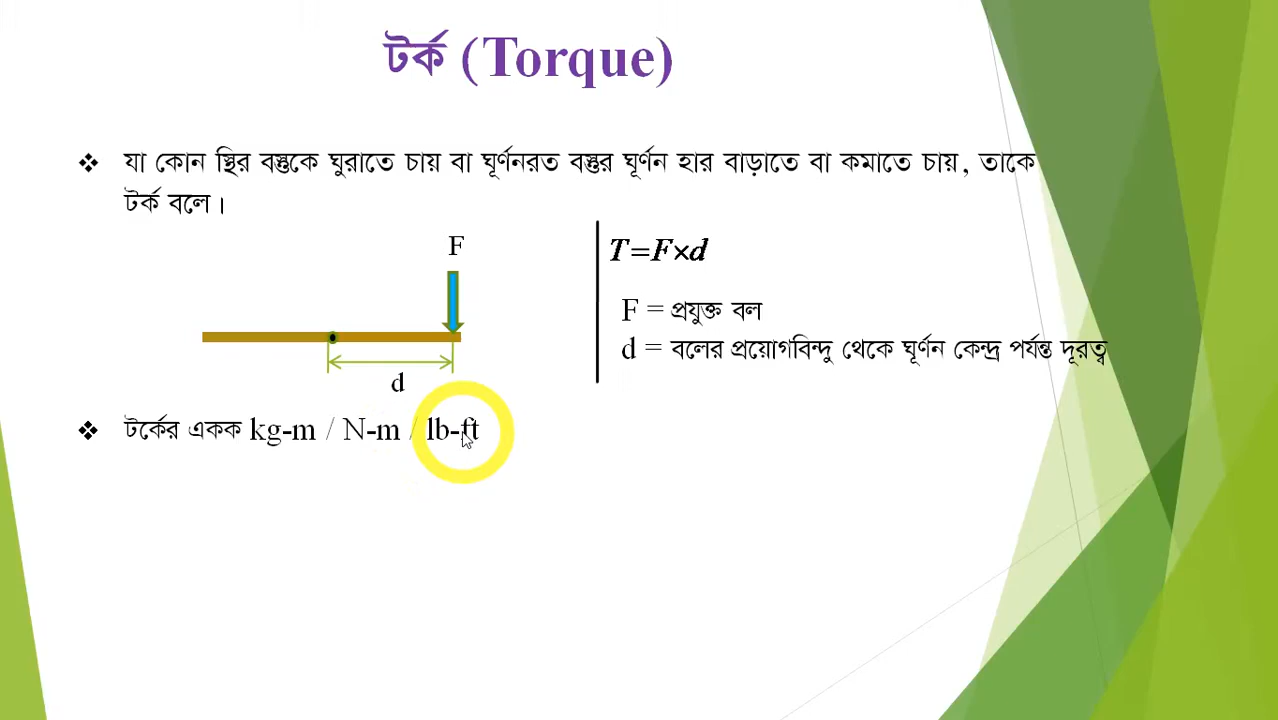 টর্ক (Torque)
যা কোন স্থির বস্তুকে ঘুরাতে চায় বা ঘূর্ণনরত বস্তুর ঘূর্ণন হার বাড়াতে বা কমাতে চায়, তাকে
টর্ক বলে।
F
T=F×d
F = প্রযুক্ত বল
d = বলের প্রয়োগবিন্দু থেকে ঘূর্ণন কেন্দ্র পর্যন্ত দূরত্ব
d
টর্কের একক kg-m / N-m / lb-ft